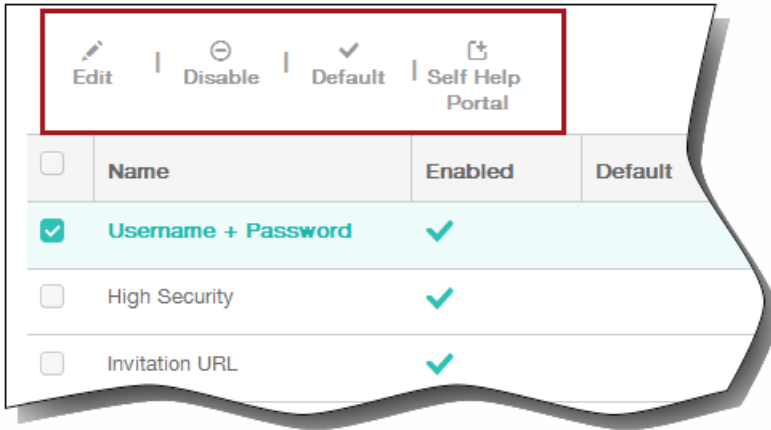 Edit | Disable | Default | Self Help
Portal
Name Enabled Default
Username + Password
High Security
Invitation URL